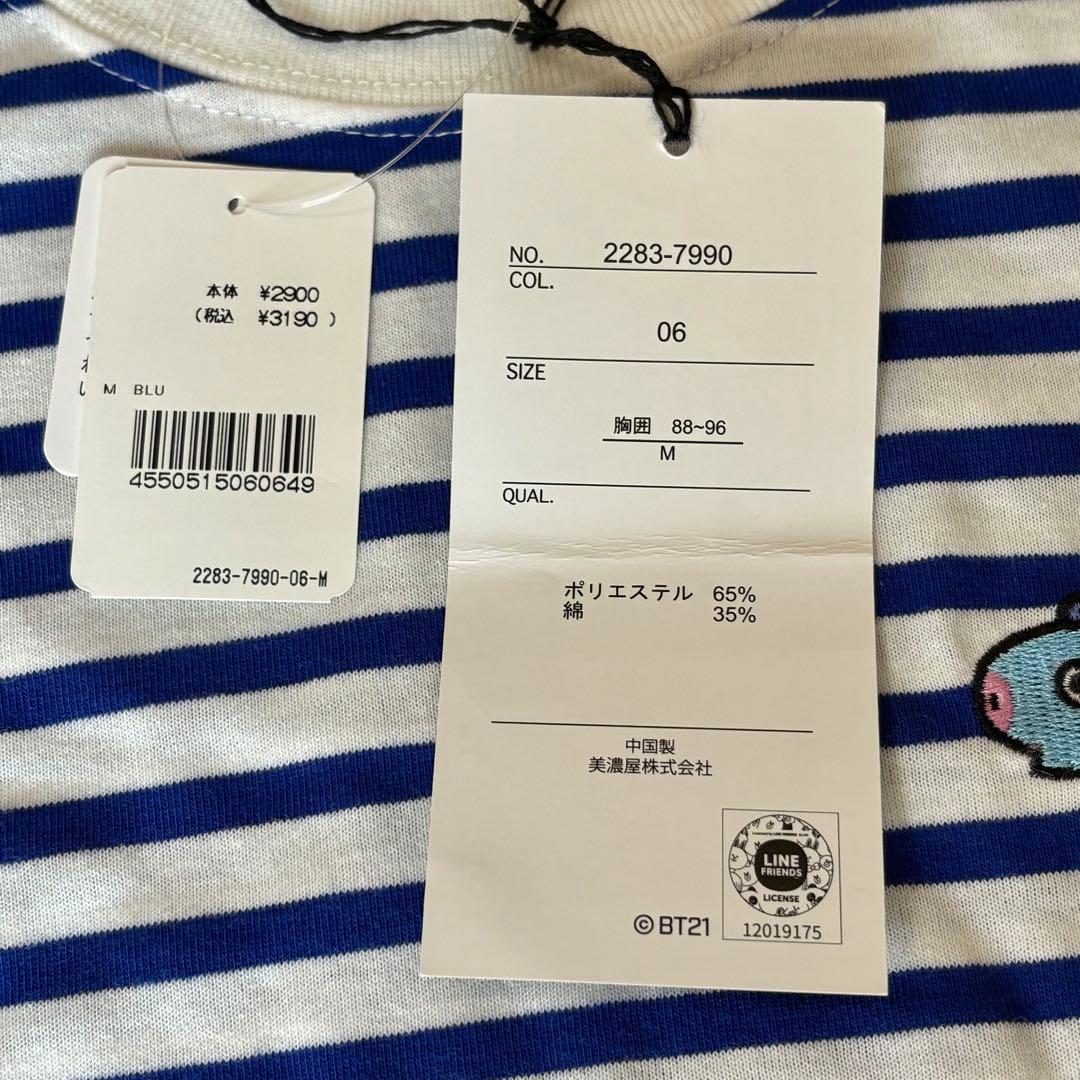 本体 ¥2900
（税込 ¥3190 ）
れ
い
M BLU
4550515060649
2283-7990-06-M
NO. 2283-7990
COL.
06
SIZE
胸囲 88~96
M
QUAL.
ポリエステル 65%
綿 35%
中国製
美濃屋株式会社
LINE
FRIENDS
LICENSE
©BT21
12019175